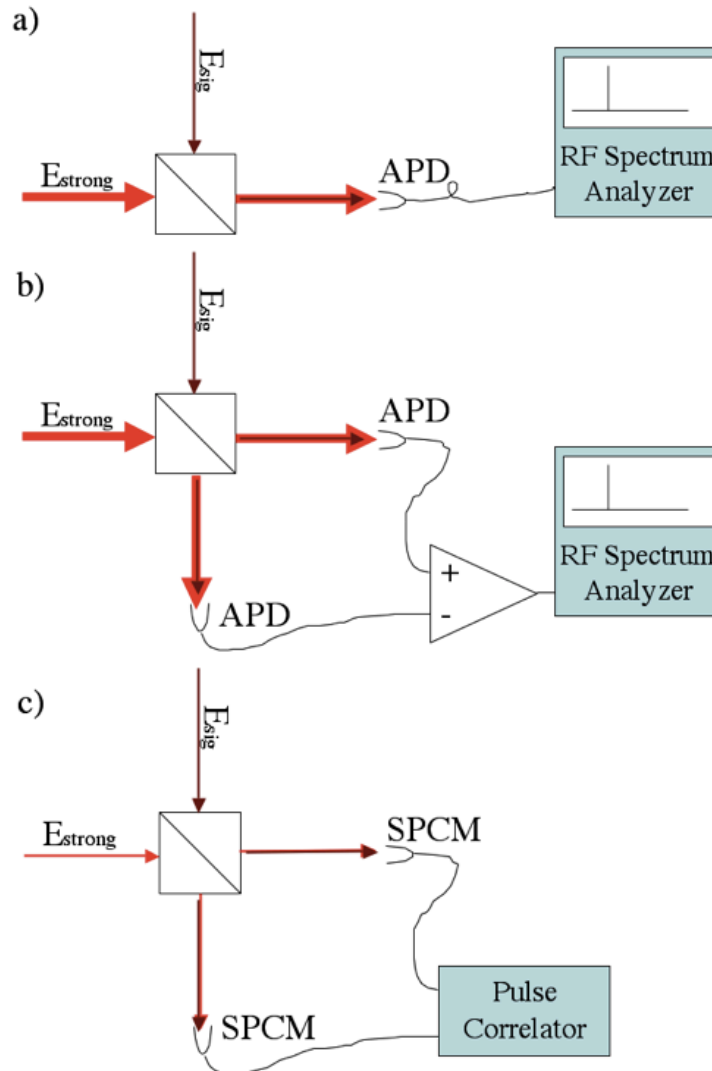 a)
Esig
Estrong
APD
RF Spectrum
Analyzer
b)
Esig
Estrong
APD
+
-
APD
RF Spectrum
Analyzer
c)
Esig
Estrong
SPCM
SPCM
Pulse
Correlator